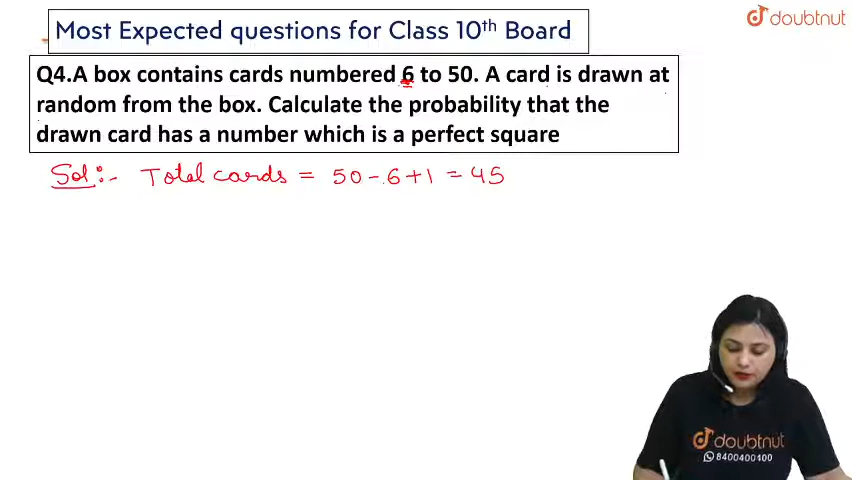 doubtnut
Most Expected questions for Class 10th Board
Q4.A box contains cards numbered 6 to 50. A card is drawn at
random from the box. Calculate the probability that the
drawn card has a number which is a perfect square
Sol:- Total cards = 50-6+1 = 45
doubtnut
8400400400